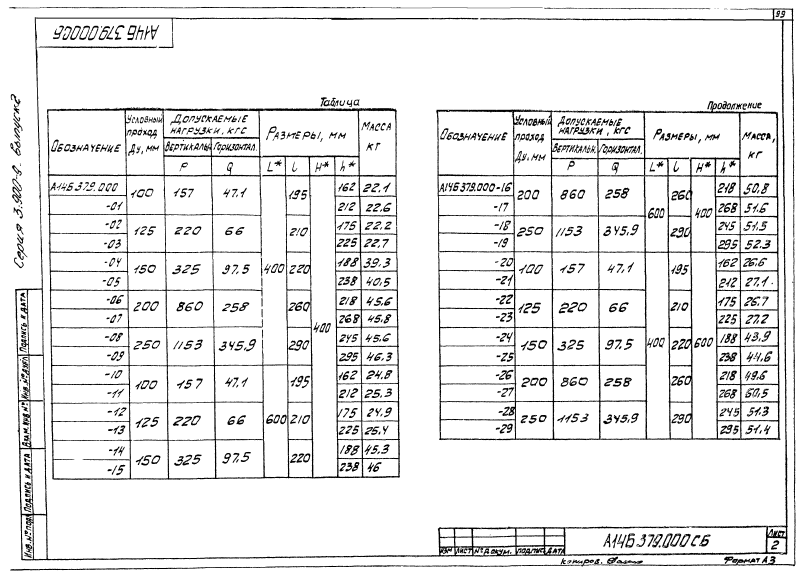 99
А14Б 379.000СБ
Серия 3.900-9. Выпуск 2
Таблица
Обозначение | Условный проход Ду, мм | Допускаемые нагрузки, кгс | Размеры, мм | Масса кг
Вертикальн. P | Горизонтал. Q | L* | l | H* | h*
А14Б.379.000 | 100 | 157 | 47.1 | 400 | 195 | 400 | 162 | 22.1
-01 | 212 | 22.6
-02 | 125 | 220 | 66 | 210 | 175 | 22.2
-03 | 225 | 22.7
-04 | 150 | 325 | 97.5 | 220 | 188 | 39.3
-05 | 238 | 40.5
-06 | 200 | 860 | 258 | 260 | 218 | 45.6
-07 | 268 | 45.8
-08 | 250 | 1153 | 345.9 | 290 | 245 | 45.6
-09 | 295 | 46.3
-10 | 100 | 157 | 47.1 | 600 | 195 | 162 | 24.8
-11 | 212 | 25.3
-12 | 125 | 220 | 66 | 210 | 175 | 24.9
-13 | 225 | 25.4
-14 | 150 | 325 | 97.5 | 220 | 188 | 45.3
-15 | 238 | 46
Продолжение
Обозначение | Условный проход Ду, мм | Допускаемые нагрузки, кгс | Размеры, мм | Масса, кг
Вертикальн. P | Горизонтал. Q | L* | l | H* | h*
А14Б.379.000-16 | 200 | 860 | 258 | 600 | 260 | 400 | 218 | 50.8
-17 | 268 | 51.6
-18 | 250 | 1153 | 345.9 | 290 | 245 | 51.5
-19 | 295 | 52.3
-20 | 100 | 157 | 47.1 | 400 | 195 | 600 | 162 | 26.6
-21 | 212 | 27.1
-22 | 125 | 220 | 66 | 210 | 175 | 26.7
-23 | 225 | 27.2
-24 | 150 | 325 | 97.5 | 220 | 188 | 43.9
-25 | 238 | 44.6
-26 | 200 | 860 | 258 | 260 | 218 | 49.6
-27 | 268 | 50.5
-28 | 250 | 1153 | 345.9 | 290 | 245 | 51.3
-29 | 295 | 51.4
Инв. № подл. Подпись и дата Взам. инв № Инв. № дубл. Подпись и дата
Изм Лист № докум. Подпись Дата
А14Б.379.000 СБ
Лист
2
Копиров.
Формат А3